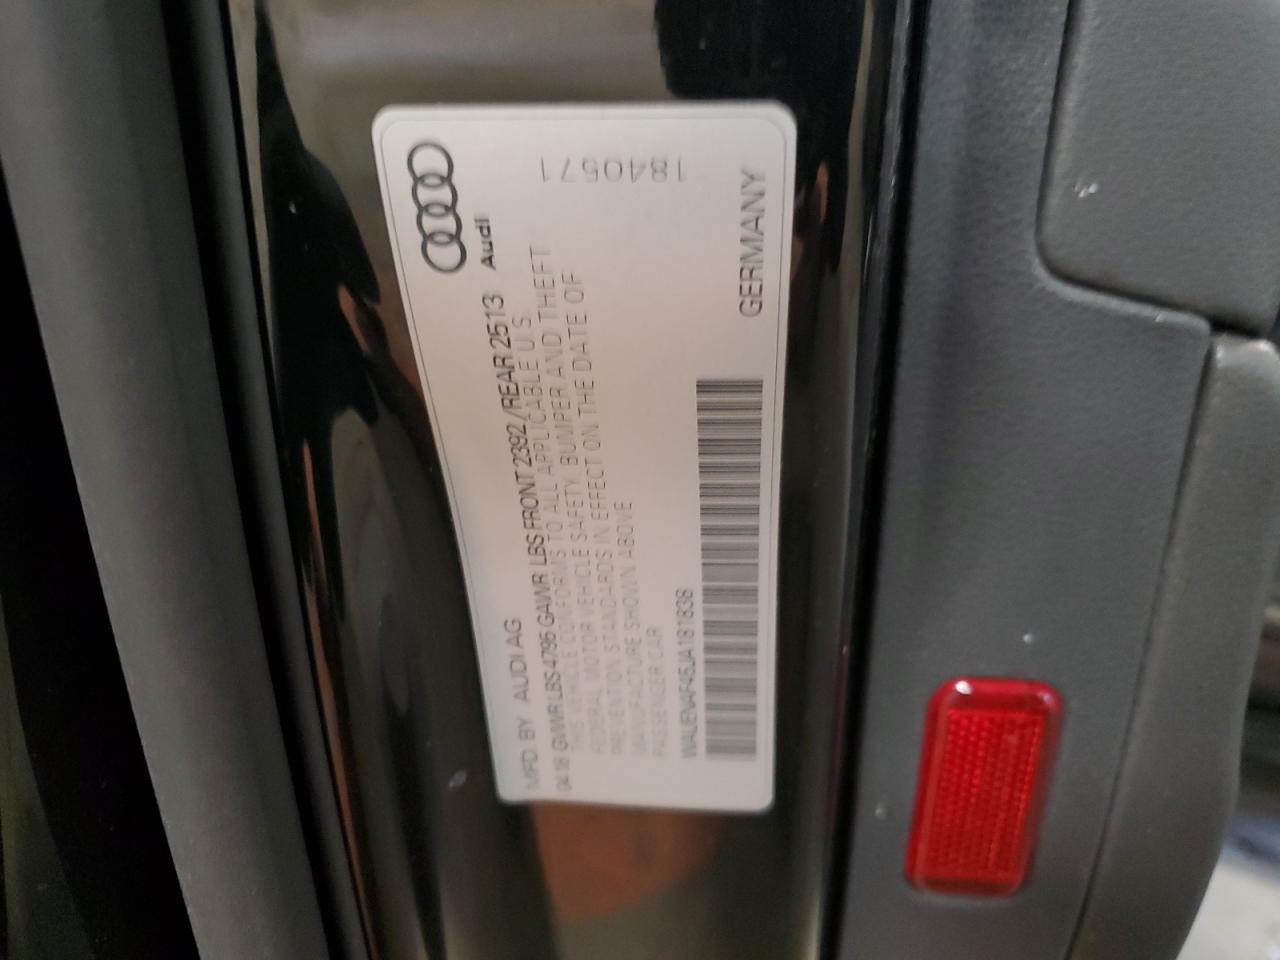 Audi
MFD BY AUDI AG
04 18 GVWR LBS 4795 GAWR LBS FRONT 2392/REAR 2513
THIS VEHICLE CONFORMS TO ALL APPLICABLE U S
FEDERAL MOTOR VEHICLE SAFETY, BUMPER AND THEFT
PREVENTION STANDARDS IN EFFECT ON THE DATE OF
MANUFACTURE SHOWN ABOVE
PASSENGER CAR
WAUENAF45JA181838
GERMANY
1840571